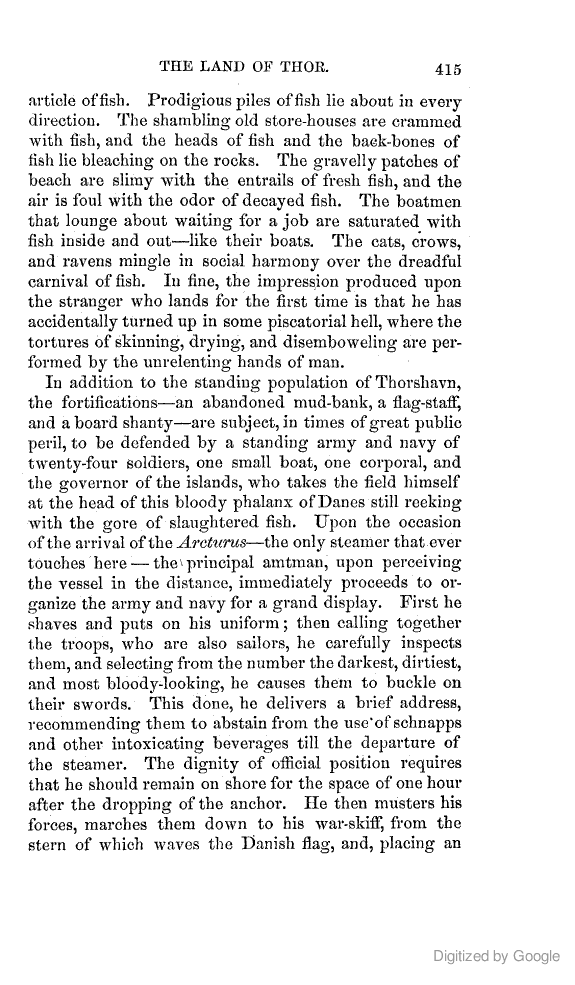 THE LAND OF THOR. 415
article of fish. Prodigious piles of fish lie about in every
direction. The shambling old store-houses are crammed
with fish, and the heads of fish and the back-bones of
fish lie bleaching on the rocks. The gravelly patches of
beach are slimy with the entrails of fresh fish, and the
air is foul with the odor of decayed fish. The boatmen
that lounge about waiting for a job are saturated with
fish inside and out—like their boats. The cats, crows,
and ravens mingle in social harmony over the dreadful
carnival of fish. In fine, the impression produced upon
the stranger who lands for the first time is that he has
accidentally turned up in some piscatorial hell, where the
tortures of skinning, drying, and disemboweling are per-
formed by the unrelenting hands of man.
In addition to the standing population of Thorshavn,
the fortifications—an abandoned mud-bank, a flag-staff,
and a board shanty—are subject, in times of great public
peril, to be defended by a standing army and navy of
twenty-four soldiers, one small boat, one corporal, and
the governor of the islands, who takes the field himself
at the head of this bloody phalanx of Danes still reeking
with the gore of slaughtered fish. Upon the occasion
of the arrival of the Arcturus—the only steamer that ever
touches here — the principal amtman, upon perceiving
the vessel in the distance, immediately proceeds to or-
ganize the army and navy for a grand display. First he
shaves and puts on his uniform; then calling together
the troops, who are also sailors, he carefully inspects
them, and selecting from the number the darkest, dirtiest,
and most bloody-looking, he causes them to buckle on
their swords. This done, he delivers a brief address,
recommending them to abstain from the use of schnapps
and other intoxicating beverages till the departure of
the steamer. The dignity of official position requires
that he should remain on shore for the space of one hour
after the dropping of the anchor. He then musters his
forces, marches them down to his war-skiff, from the
stern of which waves the Danish flag, and, placing an
Digitized by Google